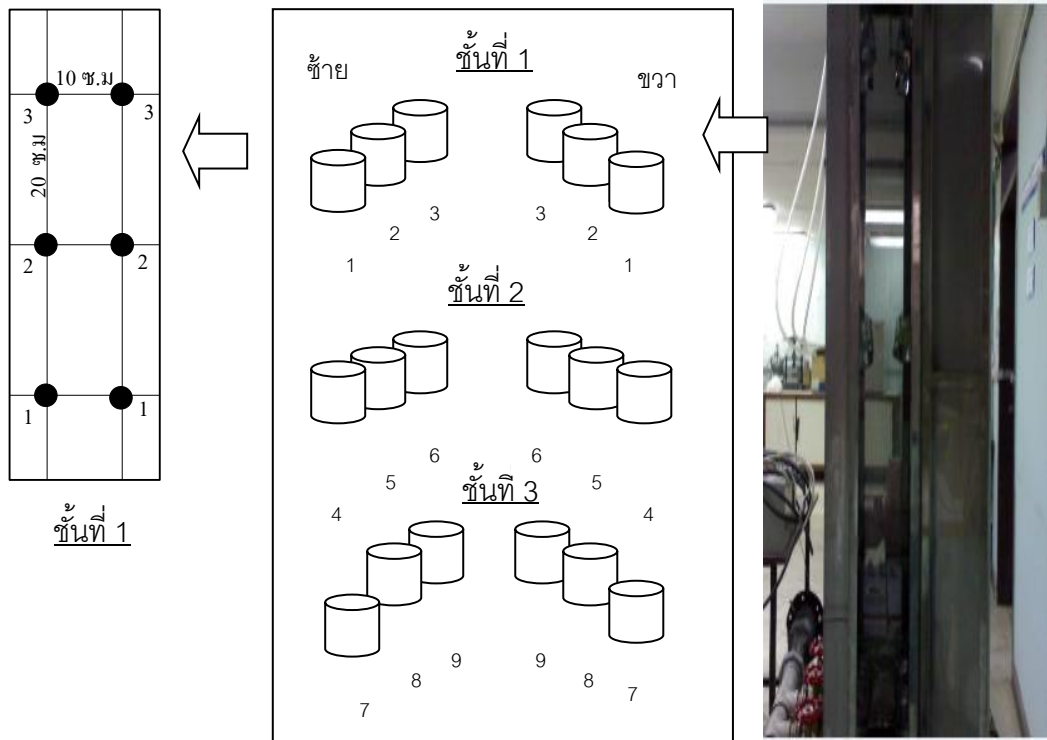 10 ซ.ม
3 3
20 ซ.ม
2 2
1 1
ชั้นที่ 1
ชั้นที่ 1
ซ้าย ขวา
3 3
2 2
1 1
ชั้นที่ 2
6 6
5 5
4 4
ชั้นที 3
9 9
8 8
7 7